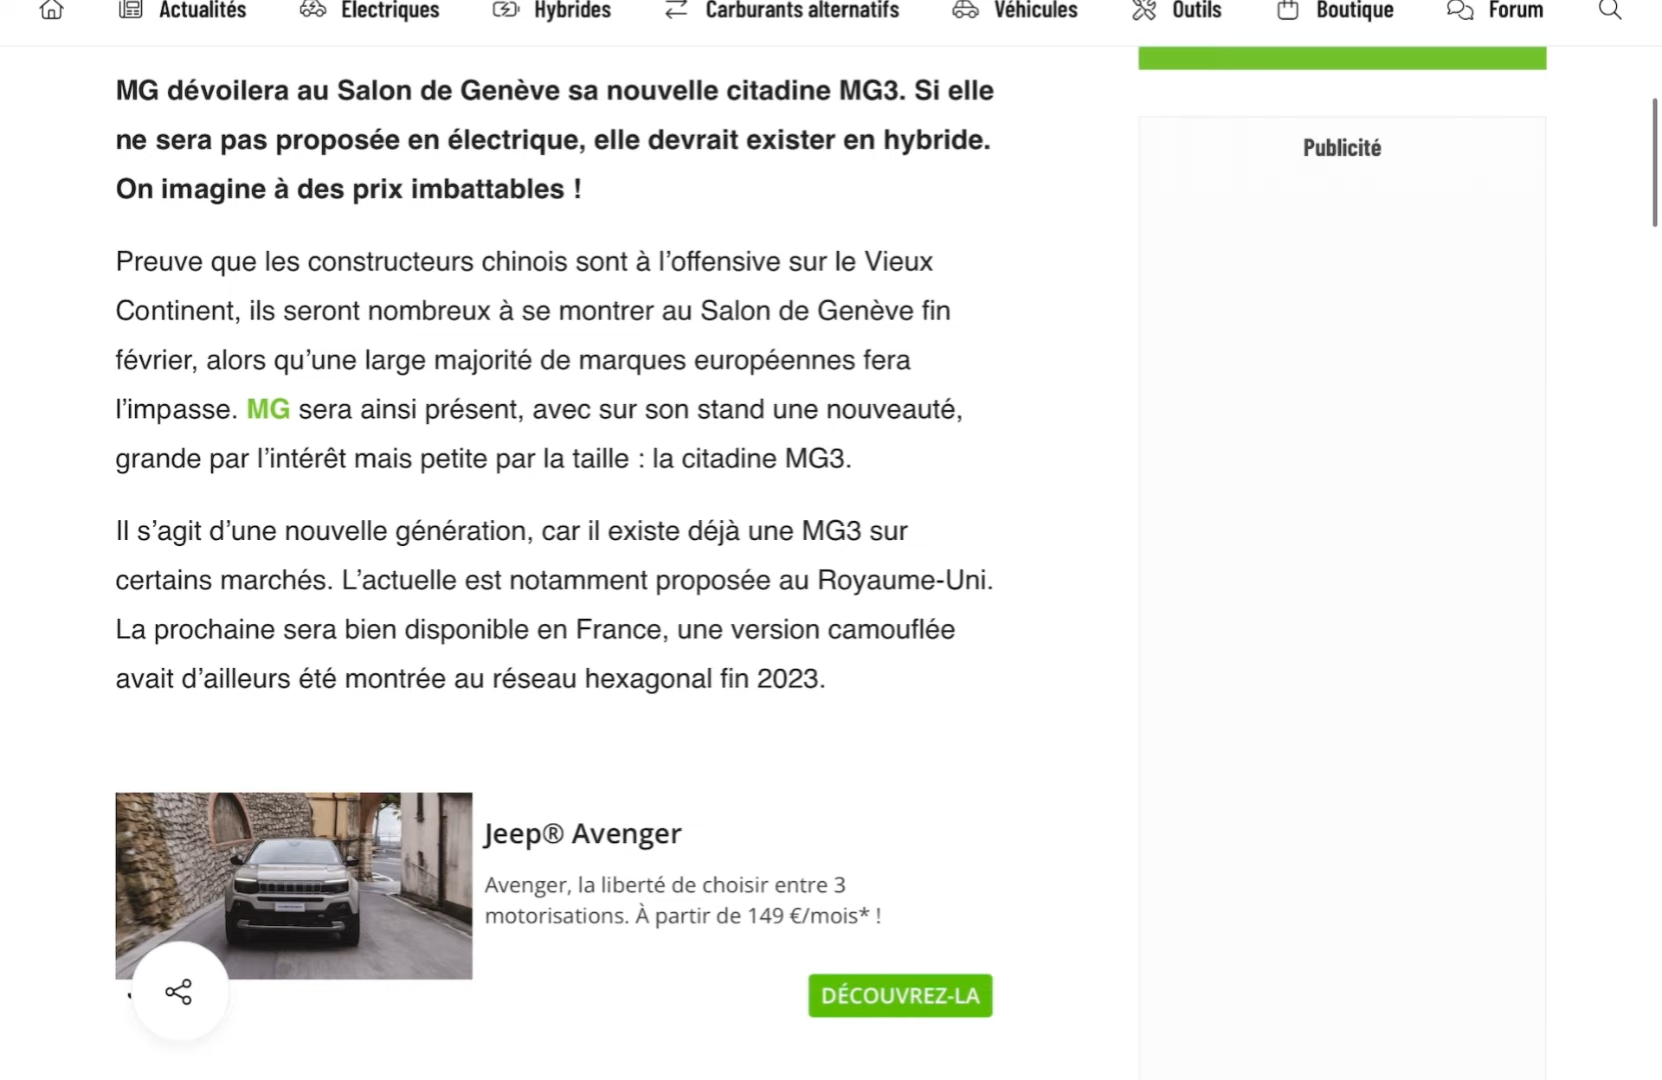 Actualités
Électriques
Hybrides
Carburants alternatifs
Véhicules
Outils
Boutique
Forum
MG dévoilera au Salon de Genève sa nouvelle citadine MG3. Si elle
ne sera pas proposée en électrique, elle devrait exister en hybride.
On imagine à des prix imbattables !
Preuve que les constructeurs chinois sont à l’offensive sur le Vieux
Continent, ils seront nombreux à se montrer au Salon de Genève fin
février, alors qu’une large majorité de marques européennes fera
l’impasse. MG sera ainsi présent, avec sur son stand une nouveauté,
grande par l’intérêt mais petite par la taille : la citadine MG3.
Il s’agit d’une nouvelle génération, car il existe déjà une MG3 sur
certains marchés. L’actuelle est notamment proposée au Royaume-Uni.
La prochaine sera bien disponible en France, une version camouflée
avait d’ailleurs été montrée au réseau hexagonal fin 2023.
Jeep® Avenger
Avenger, la liberté de choisir entre 3
motorisations. À partir de 149 €/mois* !
DÉCOUVREZ-LA
Publicité